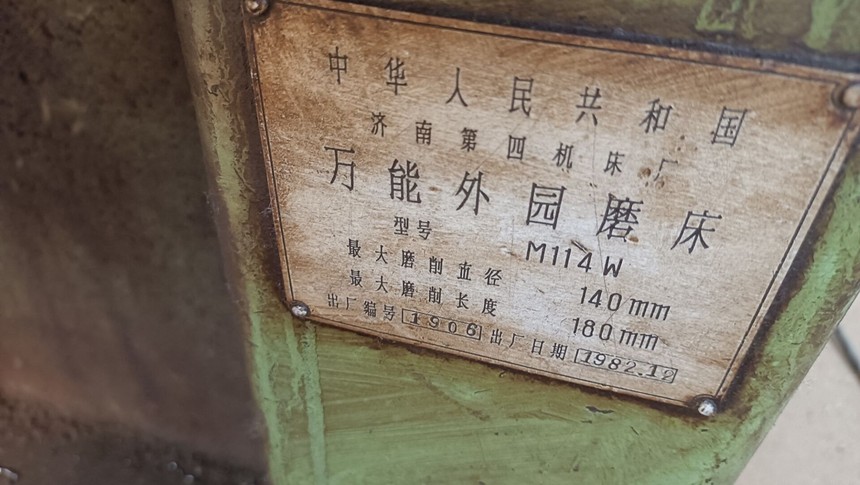 中华人民共和国
济南第四机床厂
万能外园磨床
型号 M114W
最大磨削直径 140mm
最大磨削长度 180mm
出厂编号 1906 出厂日期 1982.12